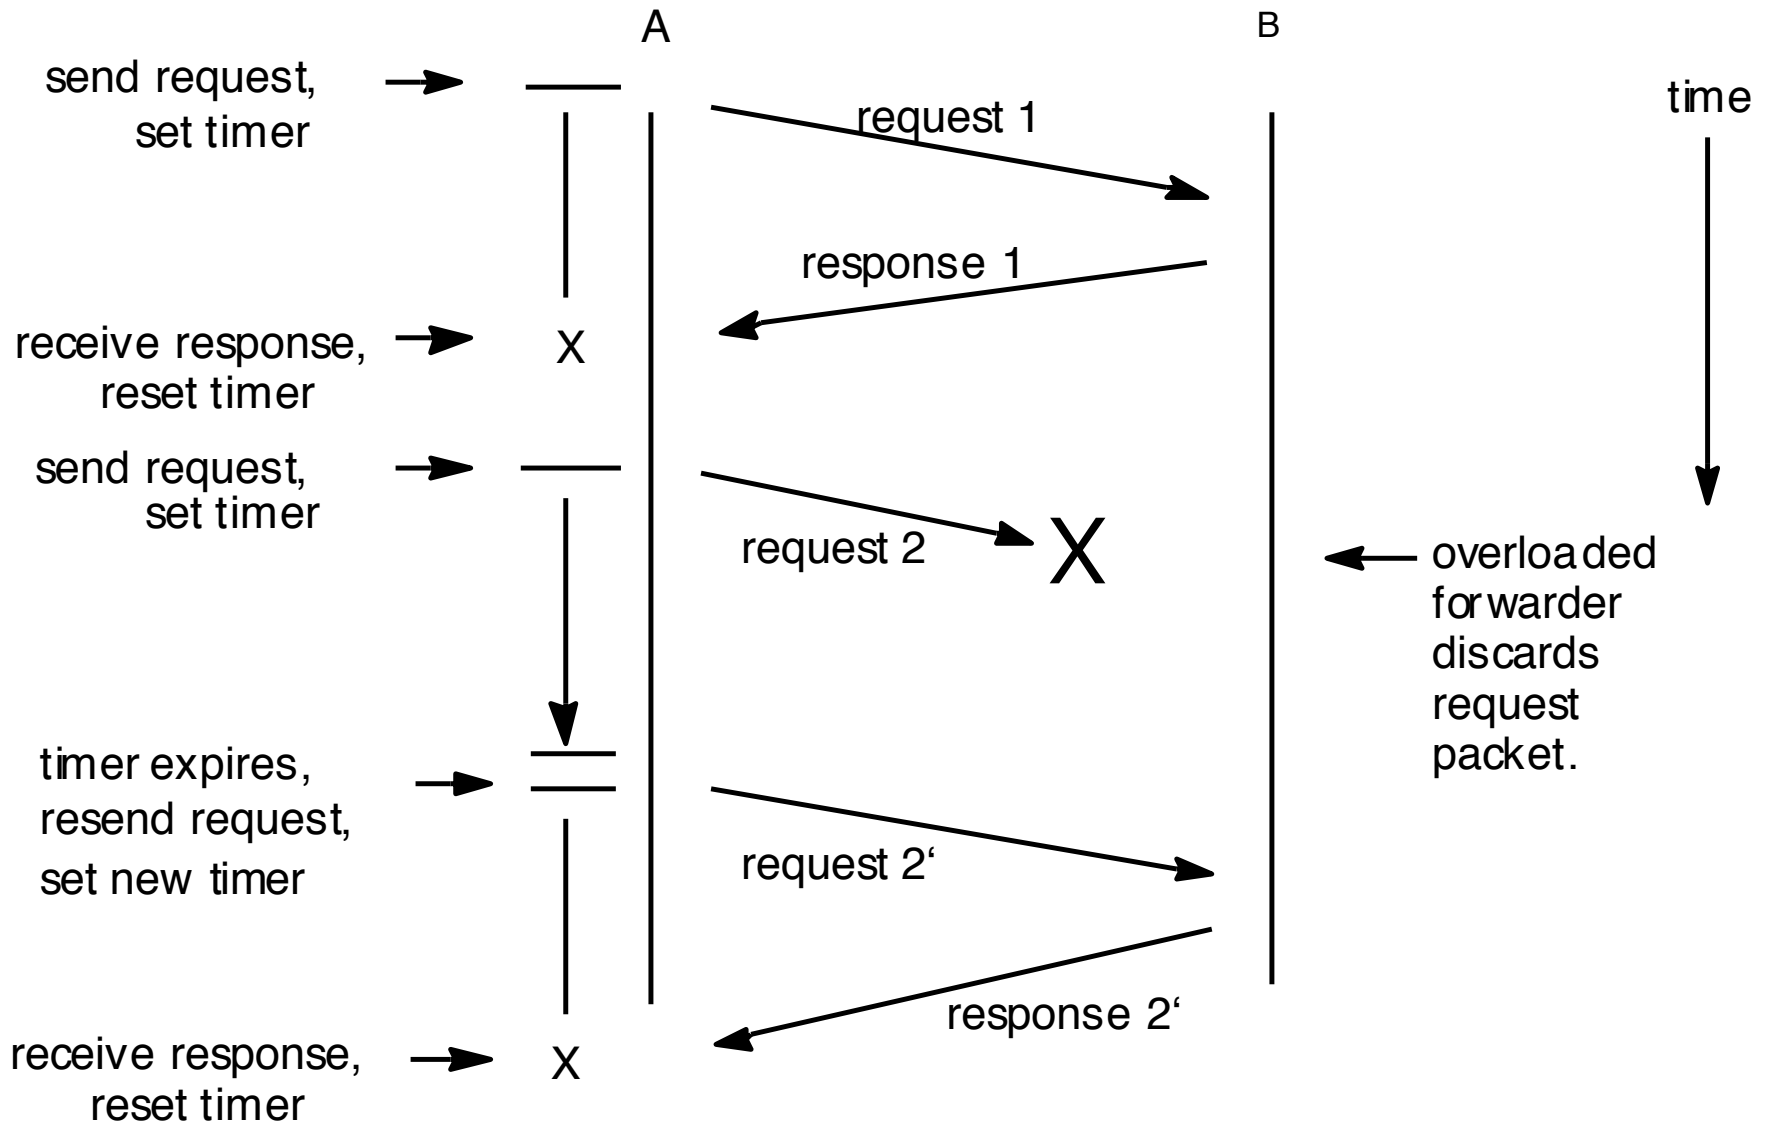 A
B
send request,
set timer
time
request 1
response 1
receive response,
reset timer
X
send request,
set timer
request 2
X
overloaded
forwarder
discards
request
packet.
timer expires,
resend request,
set new timer
request 2‘
response 2‘
receive response,
reset timer
X